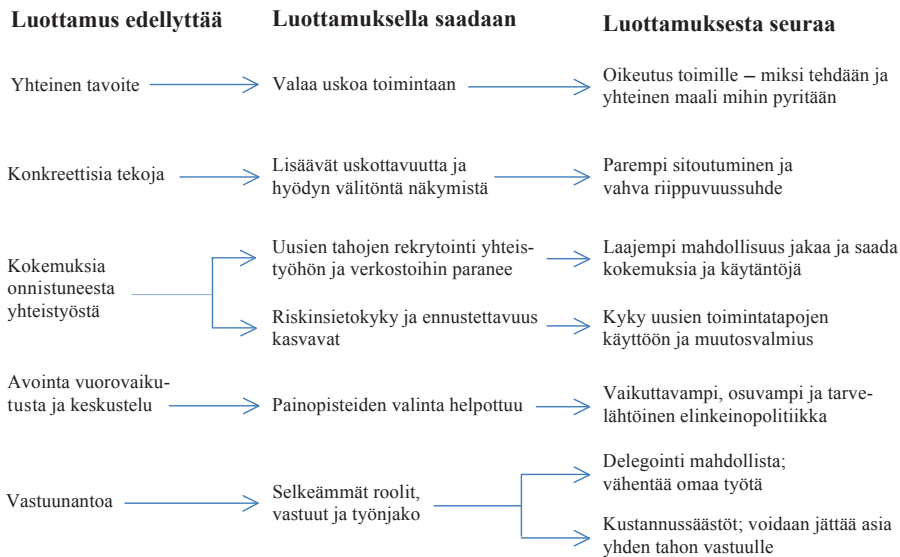 Luottamus edellyttää
Luottamuksella saadaan
Luottamuksesta seuraa
Yhteinen tavoite
Valaa uskoa toimintaan
Oikeutus toimille – miksi tehdään ja
yhteinen maali mihin pyritään
Konkreettisia tekoja
Lisäävät uskottavuutta ja
hyödyn välitöntä näkymistä
Parempi sitoutuminen ja
vahva riippuvuussuhde
Kokemuksia
onnistuneesta
yhteistyöstä
Uusien tahojen rekrytointi yhteis-
työhön ja verkostoihin paranee
Laajempi mahdollisuus jakaa ja saada
kokemuksia ja käytäntöjä
Riskinsietokyky ja ennustettavuus
kasvavat
Kyky uusien toimintatapojen
käyttöön ja muutosvalmius
Avointa vuorovaiku-
tusta ja keskustelu
Painopisteiden valinta helpottuu
Vaikuttavampi, osuvampi ja tarve-
lähtöinen elinkeinopolitiikka
Vastuunantoa
Selkeämmät roolit,
vastuut ja työnjako
Delegointi mahdollista;
vähentää omaa työtä
Kustannussäästöt; voidaan jättää asia
yhden tahon vastuulle